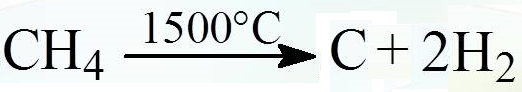 CH₄ 1500°C → C + 2H₂